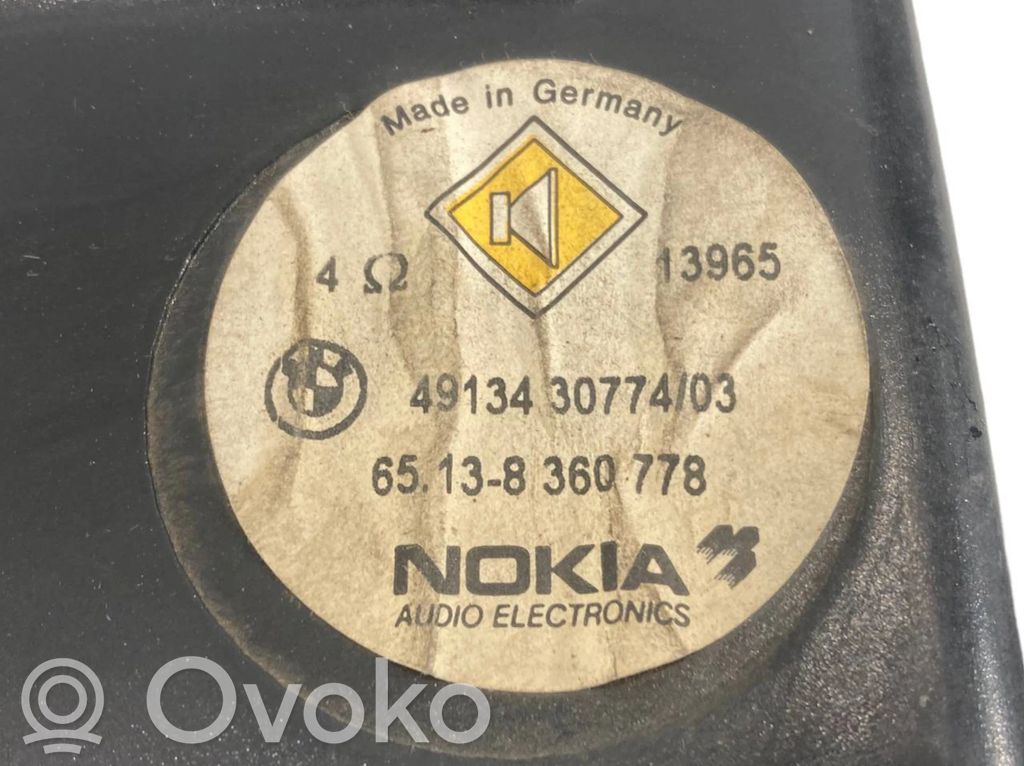 Made in Germany
4 Ω 13965
49134 30774/03
65.13-8 360 778
NOKIA
AUDIO ELECTRONICS
Ovoko